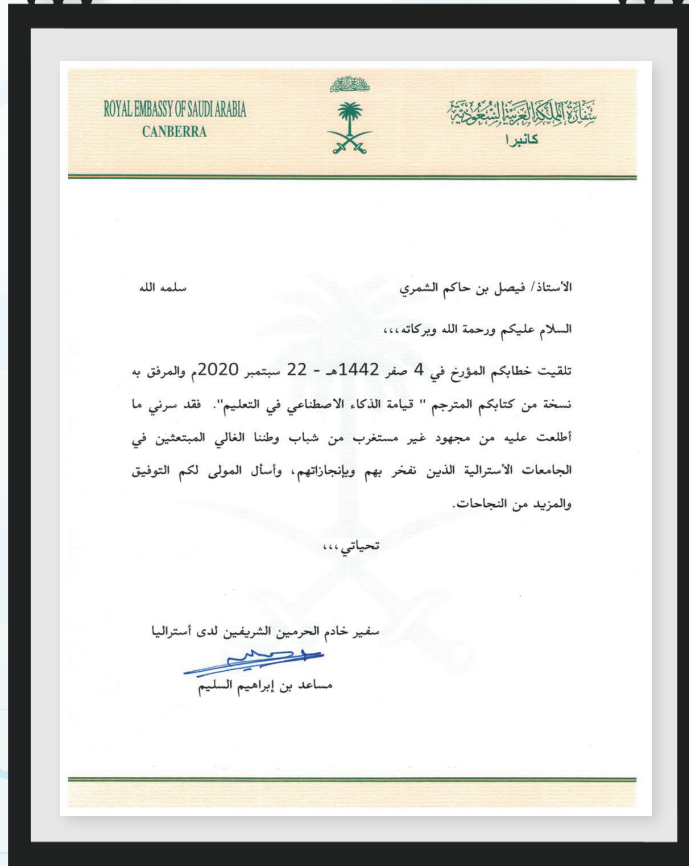 ROYAL EMBASSY OF SAUDI ARABIA
CANBERRA
سفارة المملكة العربية السعودية
كانبرا
الأستاذ/ فيصل بن حاكم الشمري سلمه الله
السلام عليكم ورحمة الله وبركاته،،،
تلقيت خطابكم المؤرخ في 4 صفر 1442هـ - 22 سبتمبر 2020م والمرفق به
نسخة من كتابكم المترجم " قيامة الذكاء الاصطناعي في التعليم". فقد سرني ما
أطلعت عليه من مجهود غير مستغرب من شباب وطننا الغالي المبتعثين في
الجامعات الأسترالية الذين نفخر بهم وبإنجازاتهم، وأسأل المولى لكم التوفيق
والمزيد من النجاحات.
تحياتي،،،
سفير خادم الحرمين الشريفين لدى أستراليا
مساعد بن إبراهيم السليم